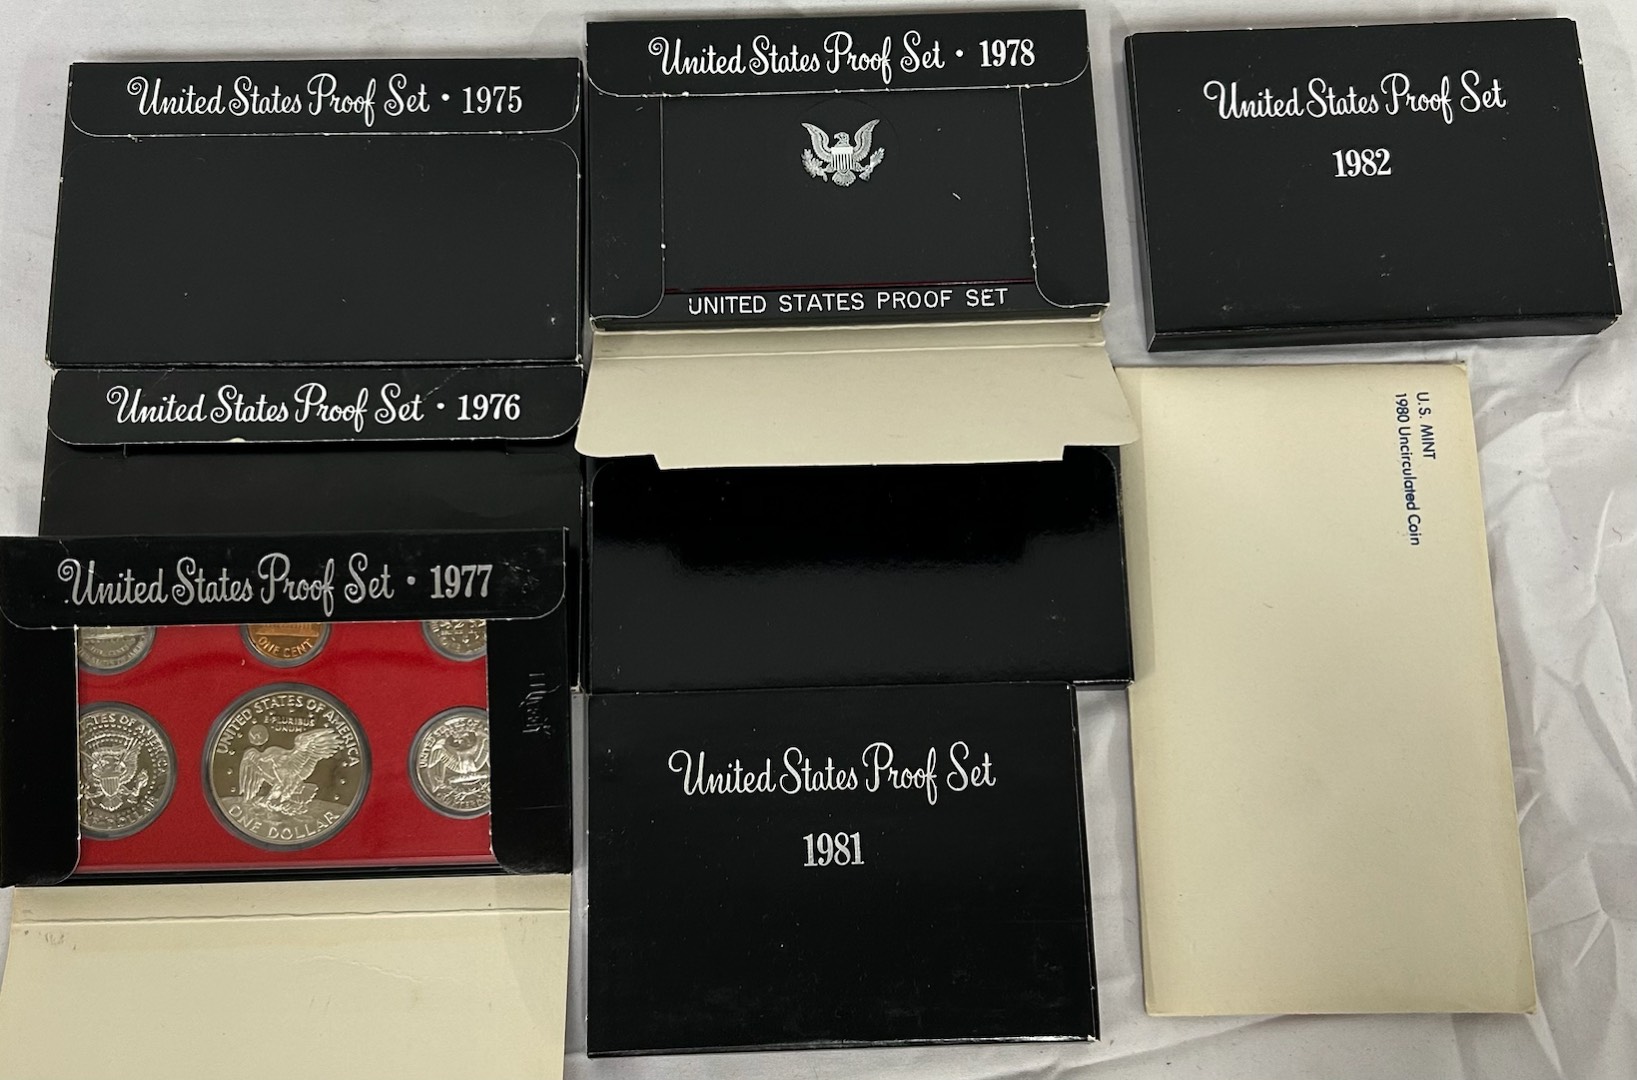 United States Proof Set · 1975
United States Proof Set · 1976
United States Proof Set · 1977
ONE CENT
UNITED STATES OF AMERICA
E PLURIBUS
UNUM
ONE DOLLAR
United States Proof Set · 1978
UNITED STATES PROOF SET
United States Proof Set
1981
United States Proof Set
1982
U.S. MINT
1980 Uncirculated Coin